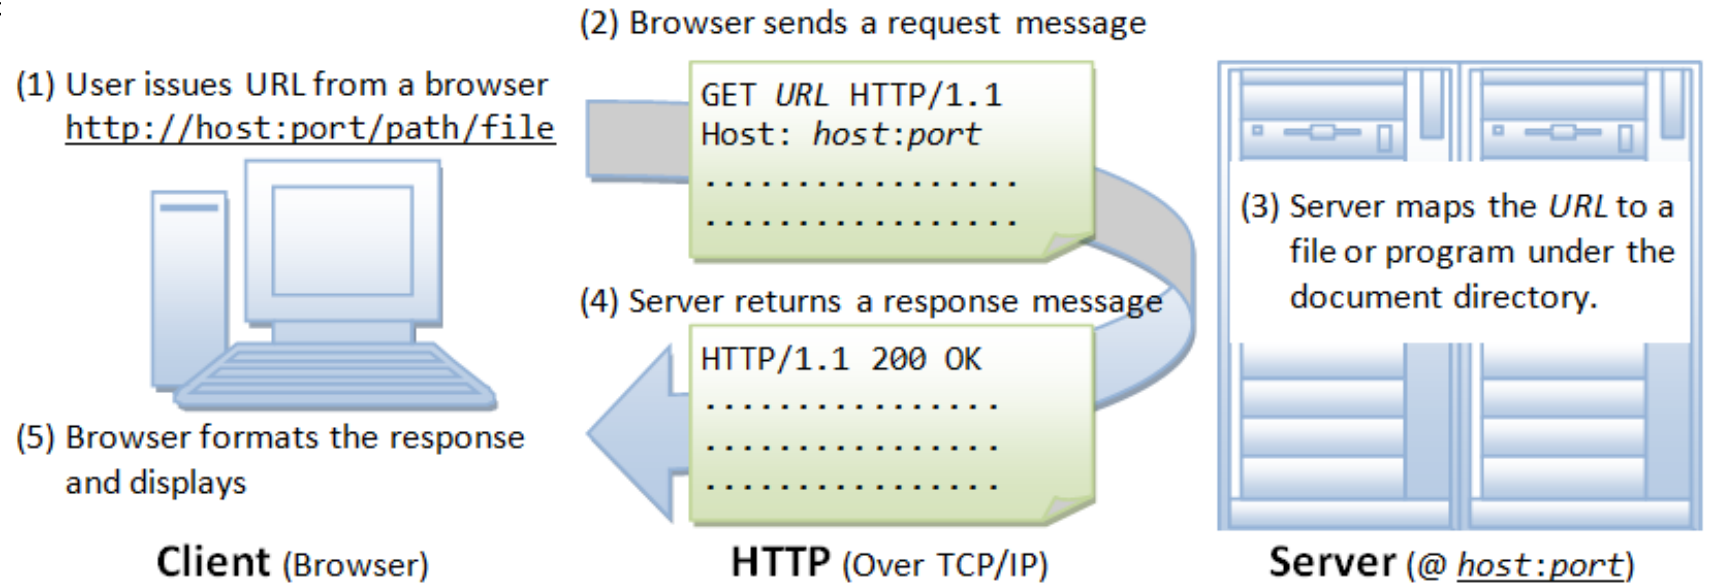 (1) User issues URL from a browser
http://host:port/path/file
(2) Browser sends a request message
GET URL HTTP/1.1
Host: host:port
.................
.................
(3) Server maps the URL to a
file or program under the
document directory.
(4) Server returns a response message
HTTP/1.1 200 OK
................
................
................
(5) Browser formats the response
and displays
Client (Browser)
HTTP (Over TCP/IP)
Server (@ host:port)